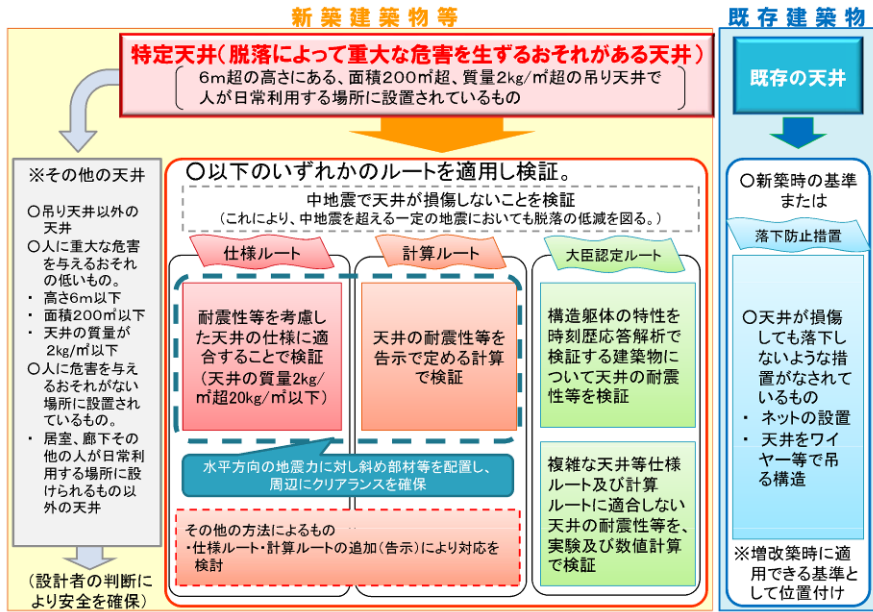 新築建築物等
特定天井(脱落によって重大な危害を生ずるおそれがある天井)
6m超の高さにある、面積200㎡超、質量2kg/㎡超の吊り天井で
人が日常利用する場所に設置されているもの
※その他の天井
○吊り天井以外の
天井
○人に重大な危害
を与えるおそれ
の低いもの。
・ 高さ6m以下
・ 面積200㎡以下
・ 天井の質量が
2kg/㎡以下
○人に危害を与え
るおそれがない
場所に設置され
ているもの。
・ 居室、廊下その
他の人が日常利
用する場所に設
けられるもの以
外の天井
(設計者の判断に
より安全を確保)
○以下のいずれかのルートを適用し検証。
中地震で天井が損傷しないことを検証
(これにより、中地震を超える一定の地震においても脱落の低減を図る。)
仕様ルート
耐震性等を考慮し
た天井の仕様に適
合することで検証
(天井の質量2kg/
㎡超20kg/㎡以下)
計算ルート
天井の耐震性等を
告示で定める計算
で検証
水平方向の地震力に対し斜め部材等を配置し、
周辺にクリアランスを確保
その他の方法によるもの
・仕様ルート・計算ルートの追加(告示)により対応を
検討
大臣認定ルート
構造躯体の特性を
時刻歴応答解析で
検証する建築物に
ついて天井の耐震
性等を検証
複雑な天井等仕様
ルート及び計算
ルートに適合しない
天井の耐震性等を、
実験及び数値計算
で検証
既存建築物
既存の天井
○新築時の基準
または
落下防止措置
○天井が損傷
しても落下し
ないような措
置がなされて
いるもの
・ ネットの設置
・ 天井をワイ
ヤー等で吊
る構造
※増改築時に適
用できる基準と
して位置付け